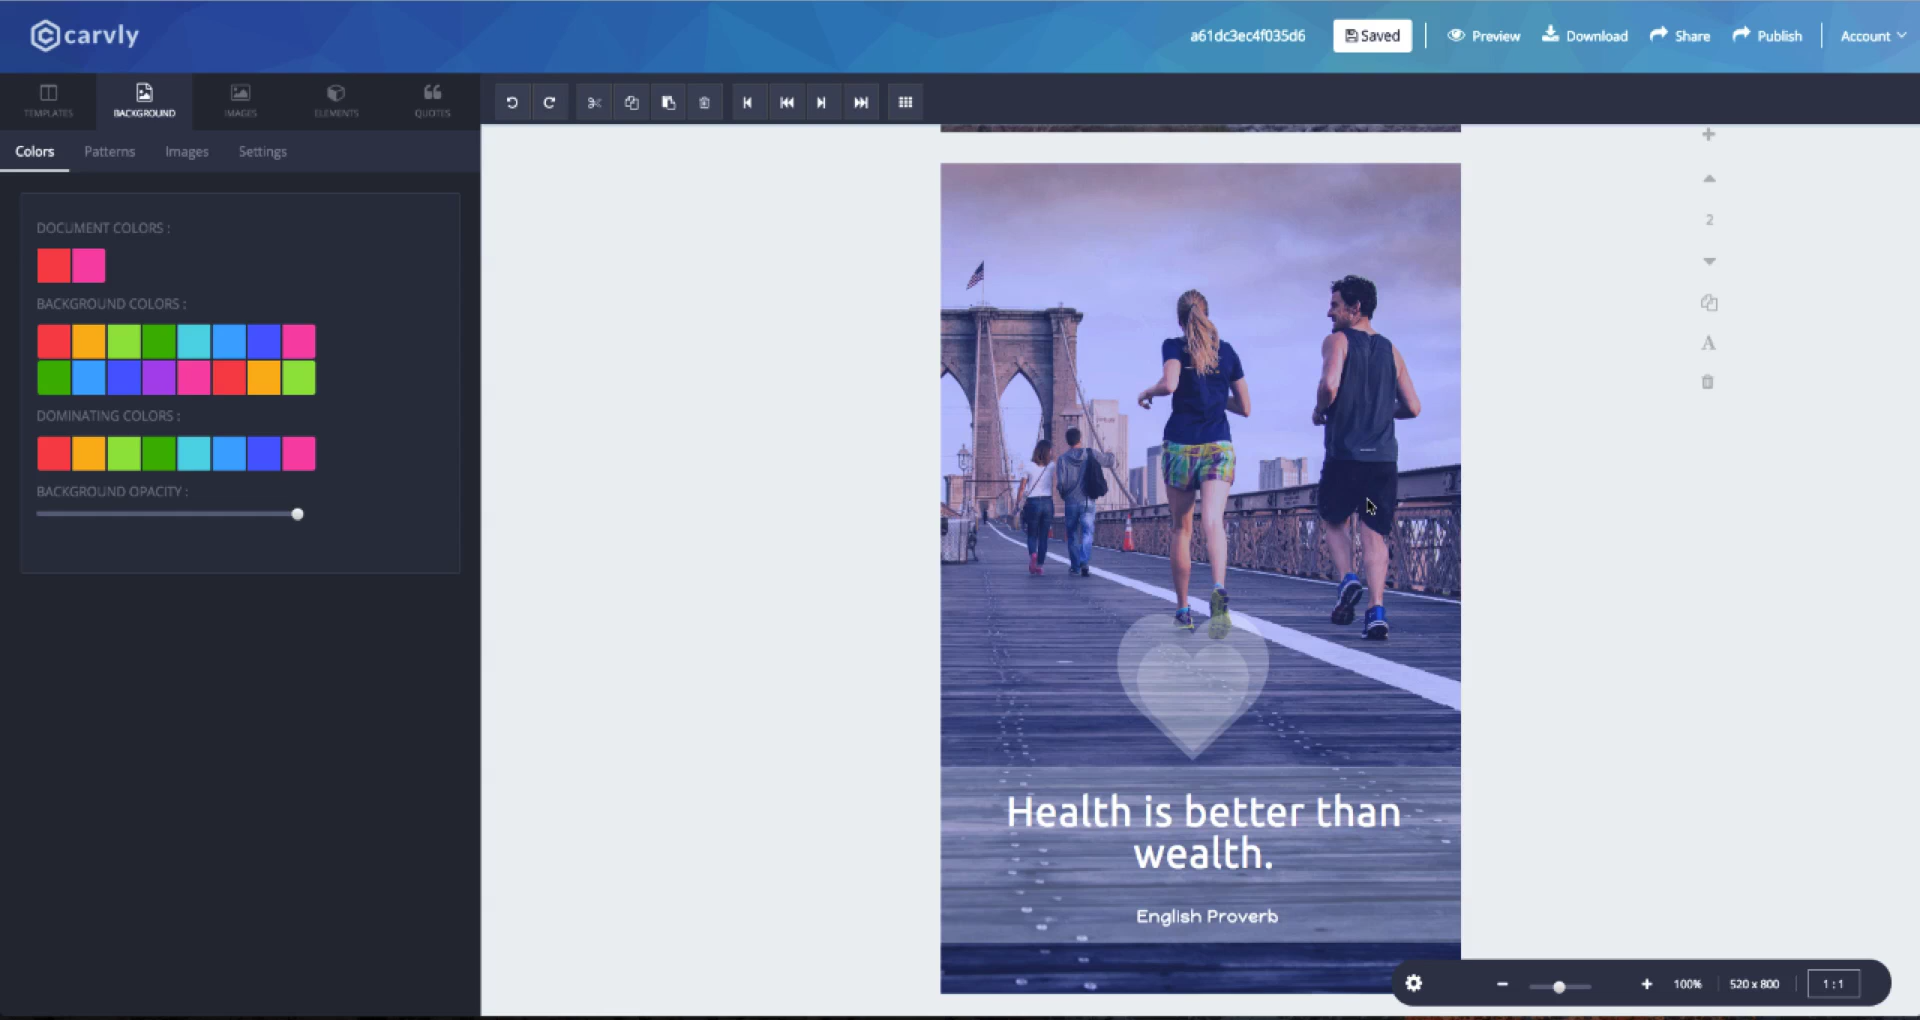 carvly
a61dc3ec4f035d6
Saved
Preview
Download
Share
Publish
Account
TEMPLATES
BACKGROUND
IMAGES
ELEMENTS
QUOTES
Colors
Patterns
Images
Settings
DOCUMENT COLORS :
BACKGROUND COLORS :
DOMINATING COLORS :
BACKGROUND OPACITY :
2
A
Health is better than
wealth.
English Proverb
100%
520 x 800
1 : 1